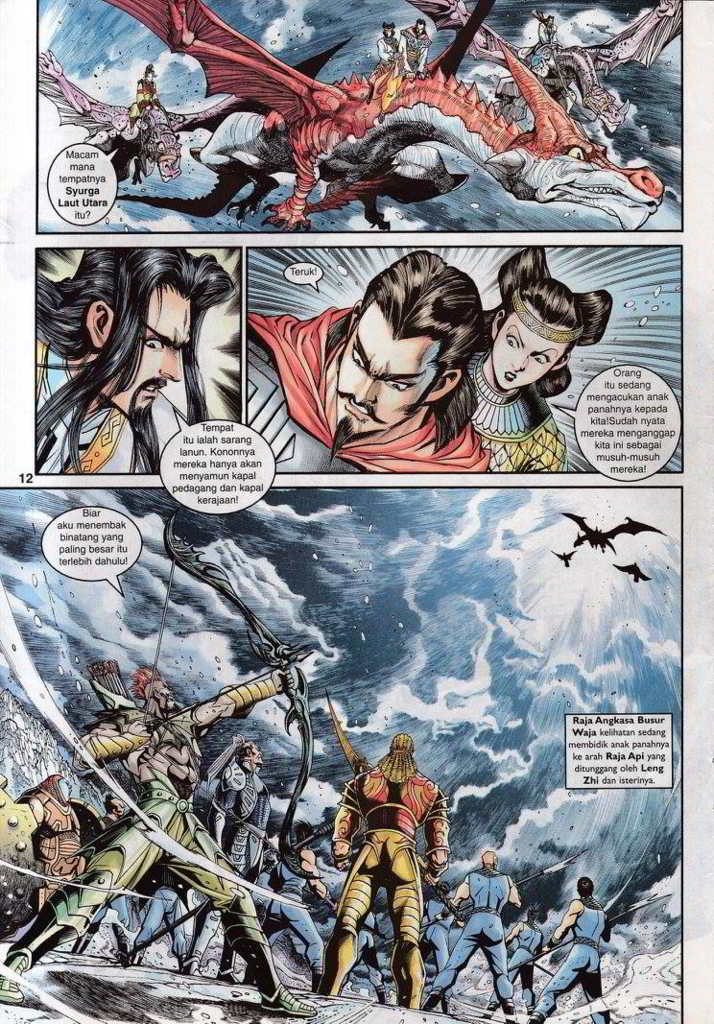 Macam
mana
tempatnya
Syurga
Laut Utara
itu?
Tempat
itu ialah sarang
lanun. Kononnya
mereka hanya akan
menyamun kapal
pedagang dan kapal
kerajaan!
Teruk!
Orang
itu sedang
mengacukan anak
panahnya kepada
kita!Sudah nyata
mereka menganggap
kita ini sebagai
musuh-musuh
mereka!
12
Biar
aku menembak
binatang yang
paling besar itu
terlebih dahulu!
Raja Angkasa Busur
Waja kelihatan sedang
membidik anak panahnya
ke arah Raja Api yang
ditunggang oleh Leng
Zhi dan isterinya.